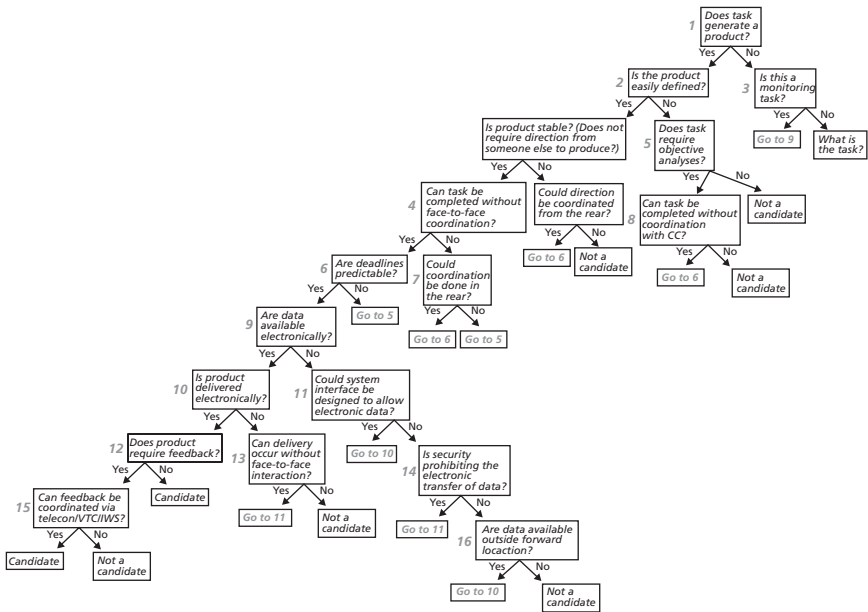 1
Does task
generate a
product?
Yes No
2
Is the product
easily defined?
3
Is this a
monitoring
task?
Yes No
Yes No
Is product stable? (Does not
require direction from
someone else to produce?)
5
Does task
require
objective
analyses?
Go to 9
What is
the task?
Yes No
Yes No
4
Can task be
completed without
face-to-face
coordination?
Could direction
be coordinated
from the rear?
8
Can task be
completed without
coordination
with CC?
Not a
candidate
Yes No
Yes No
Yes No
6
Are deadlines
predictable?
7
Could
coordination
be done in
the rear?
Go to 6
Not a
candidate
Go to 6
Not a
candidate
Yes No
Yes No
9
Are data
available
electronically?
Go to 5
Go to 6
Go to 5
Yes No
10
Is product
delivered
electronically?
11
Could system
interface be
designed to allow
electronic data?
Yes No
Yes No
12
Does product
require feedback?
13
Can delivery
occur without
face-to-face
interaction?
Go to 10
14
Is security
prohibiting the
electronic
transfer of data?
Yes No
Yes No
Yes No
15
Can feedback be
coordinated via
telecon/VTC/IWS?
Candidate
Go to 11
Not a
candidate
Go to 11
16
Are data available
outside forward
locaction?
Yes No
Yes No
Candidate
Not a
candidate
Go to 10
Not a
candidate